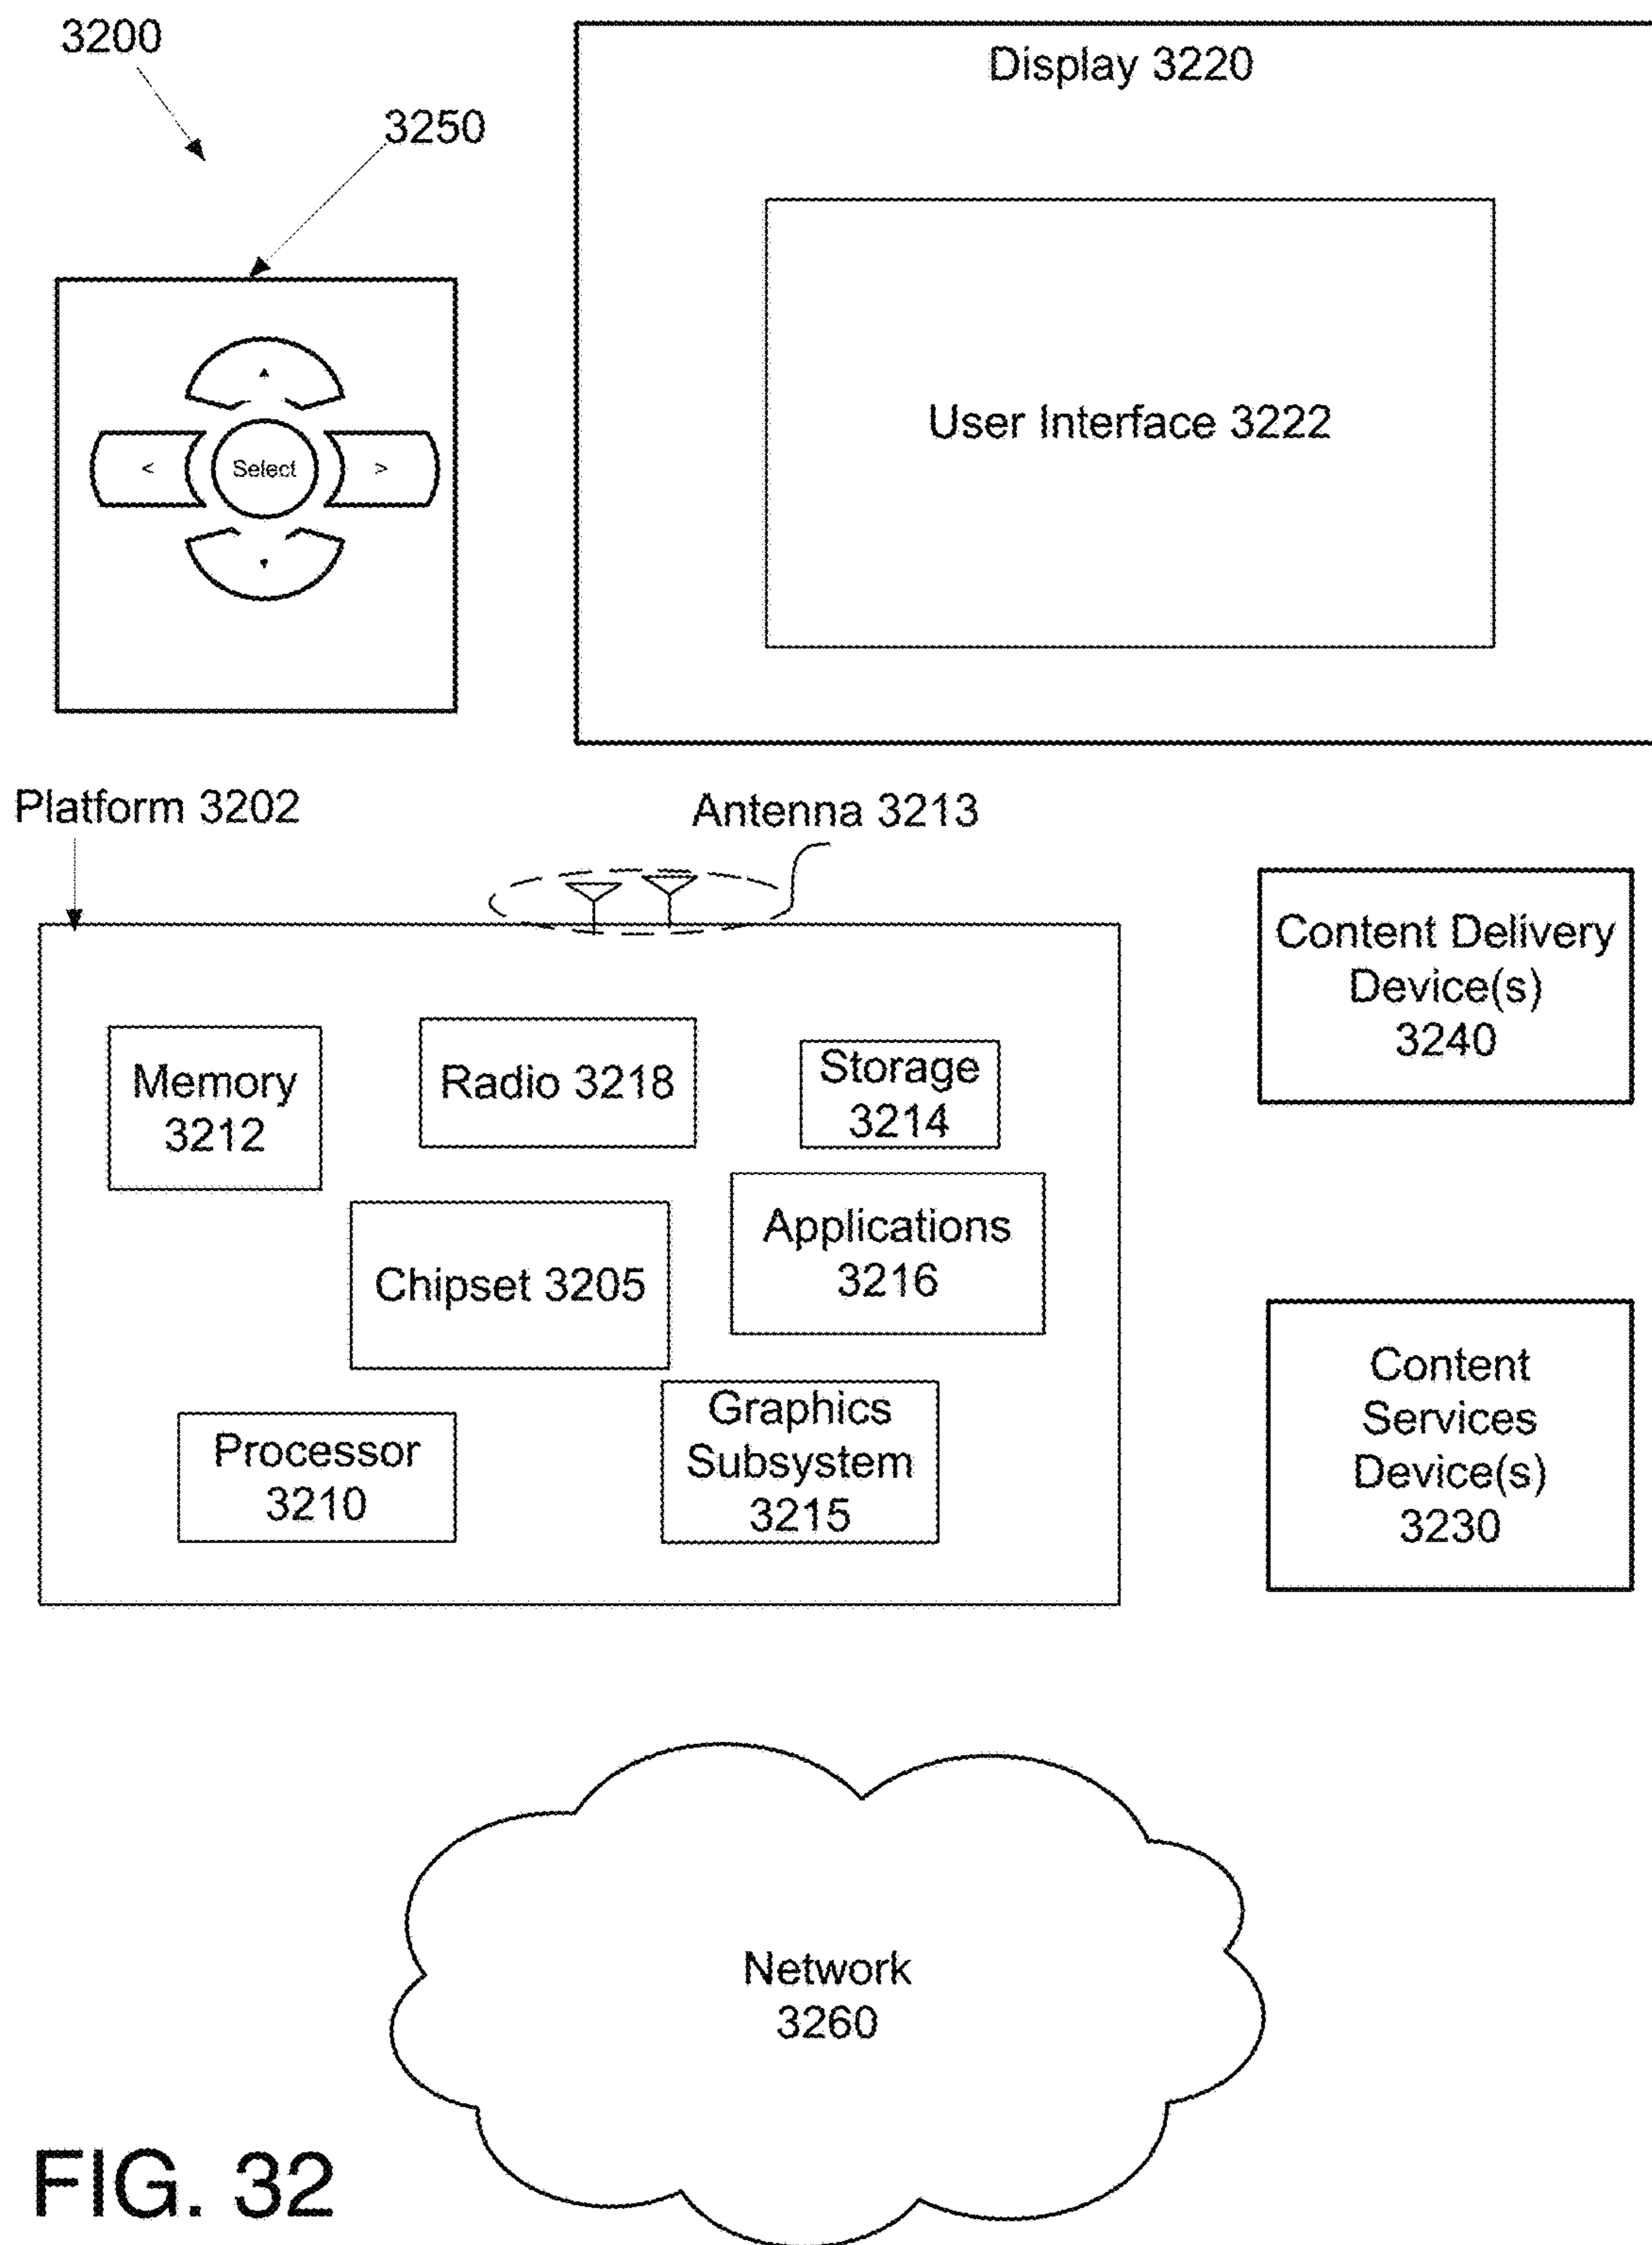 3200
Display 3220
3250
User Interface 3222
<
Select
>
Platform 3202
Antenna 3213
Content Delivery
Device(s)
3240
Memory
3212
Radio 3218
Storage
3214
Chipset 3205
Applications
3216
Processor
3210
Graphics
Subsystem
3215
Content
Services
Device(s)
3230
Network
3260
FIG. 32